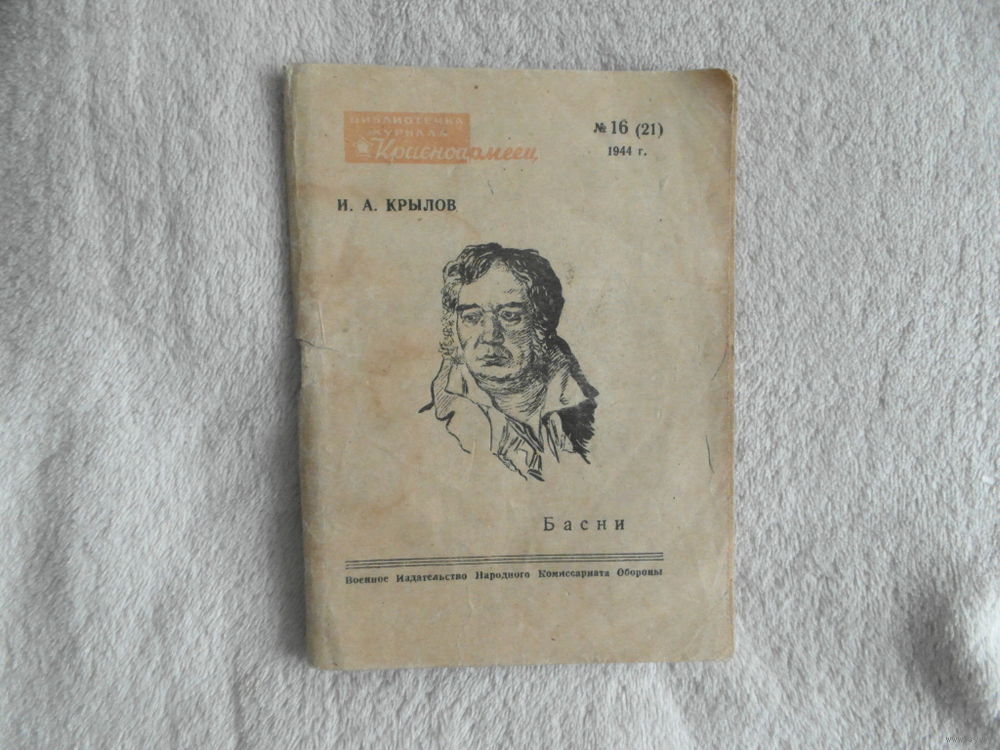 БИБЛИОТЕЧКА
ЖУРНАЛА
Красноармеец
№ 16 (21)
1944 г.
И. А. КРЫЛОВ
Басни
Военное Издательство Народного Комиссариата Обороны